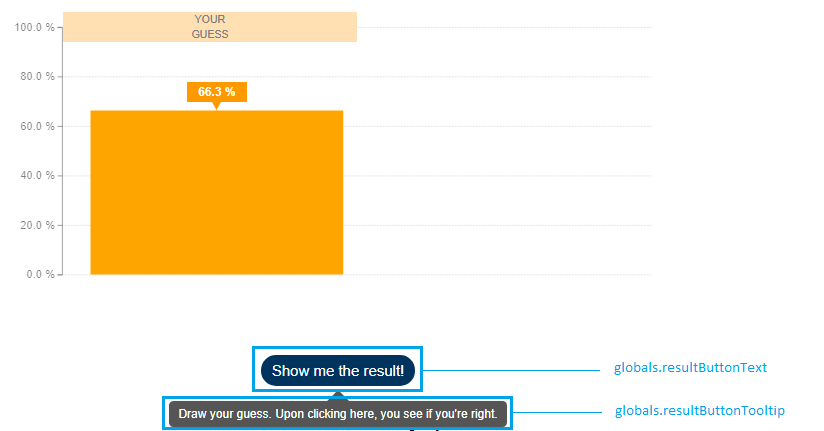 YOUR
GUESS
100.0 %
80.0 %
66.3 %
60.0 %
40.0 %
20.0 %
0.0 %
Show me the result!
globals.resultButtonText
Draw your guess. Upon clicking here, you see if you're right.
globals.resultButtonTooltip